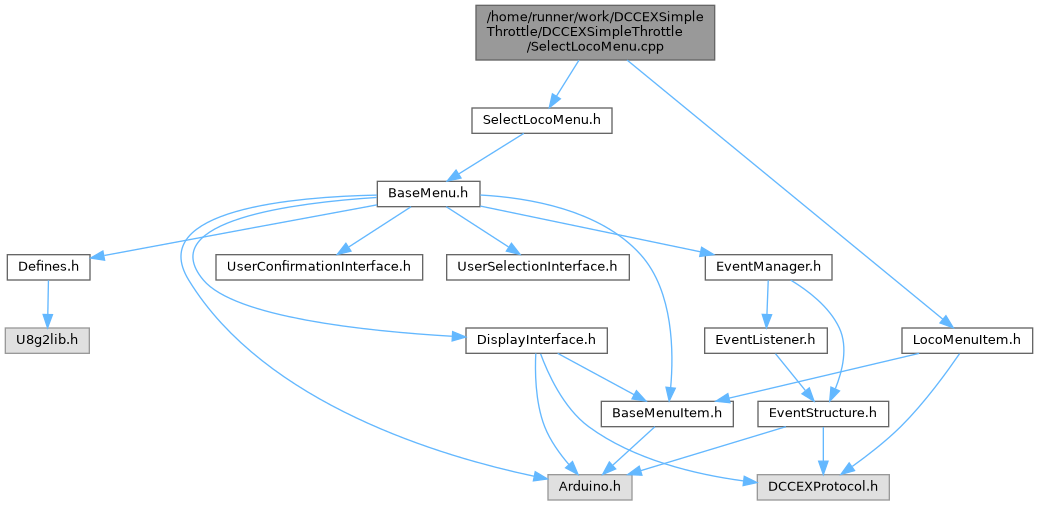 /home/runner/work/DCCEXSimple
Throttle/DCCEXSimpleThrottle
/SelectLocoMenu.cpp
SelectLocoMenu.h
BaseMenu.h
Defines.h
UserConfirmationInterface.h
UserSelectionInterface.h
EventManager.h
U8g2lib.h
DisplayInterface.h
EventListener.h
LocoMenuItem.h
BaseMenuItem.h
EventStructure.h
Arduino.h
DCCEXProtocol.h